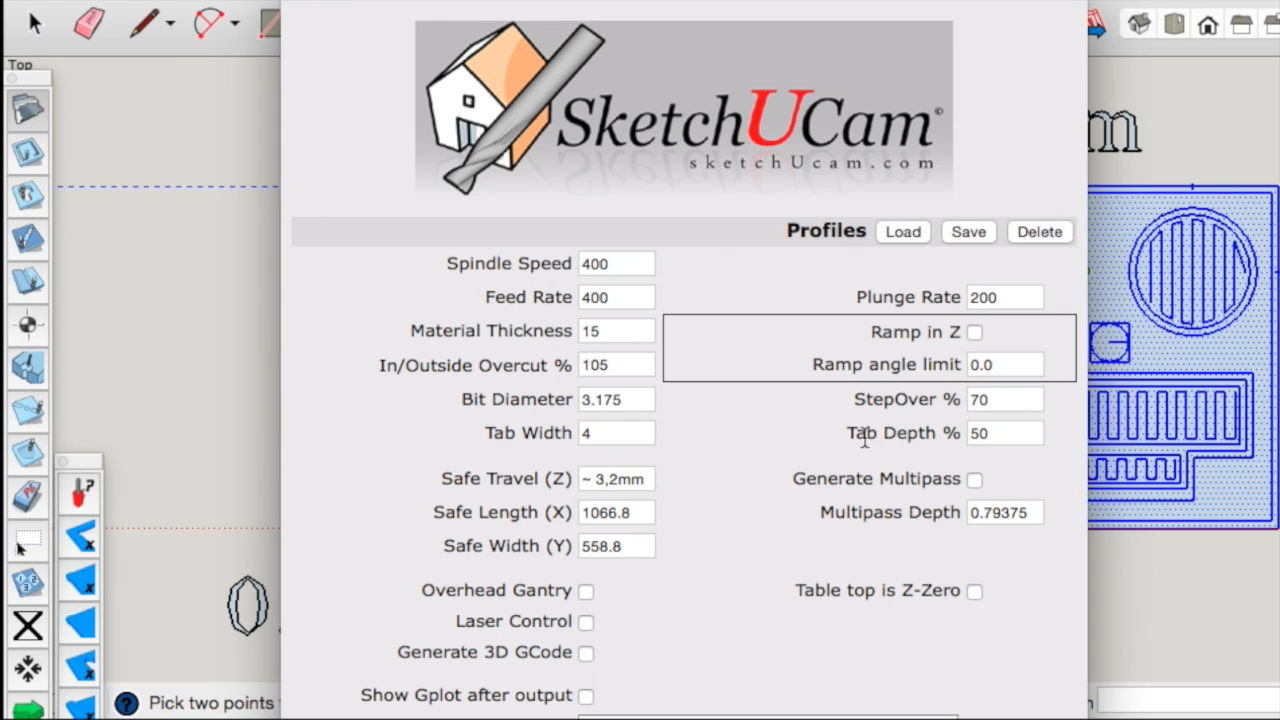 Top
SketchUCam©
sketchUcam.com
m
Profiles Load Save Delete
Spindle Speed 400
Feed Rate 400 Plunge Rate 200
Material Thickness 15 Ramp in Z
In/Outside Overcut % 105 Ramp angle limit 0.0
Bit Diameter 3.175 StepOver % 70
Tab Width 4 Tab Depth % 50
Safe Travel (Z) ~ 3,2mm Generate Multipass
Safe Length (X) 1066.8 Multipass Depth 0.79375
Safe Width (Y) 558.8
Overhead Gantry Table top is Z-Zero
0
Laser Control
Generate 3D GCode
Show Gplot after output
Pick two points